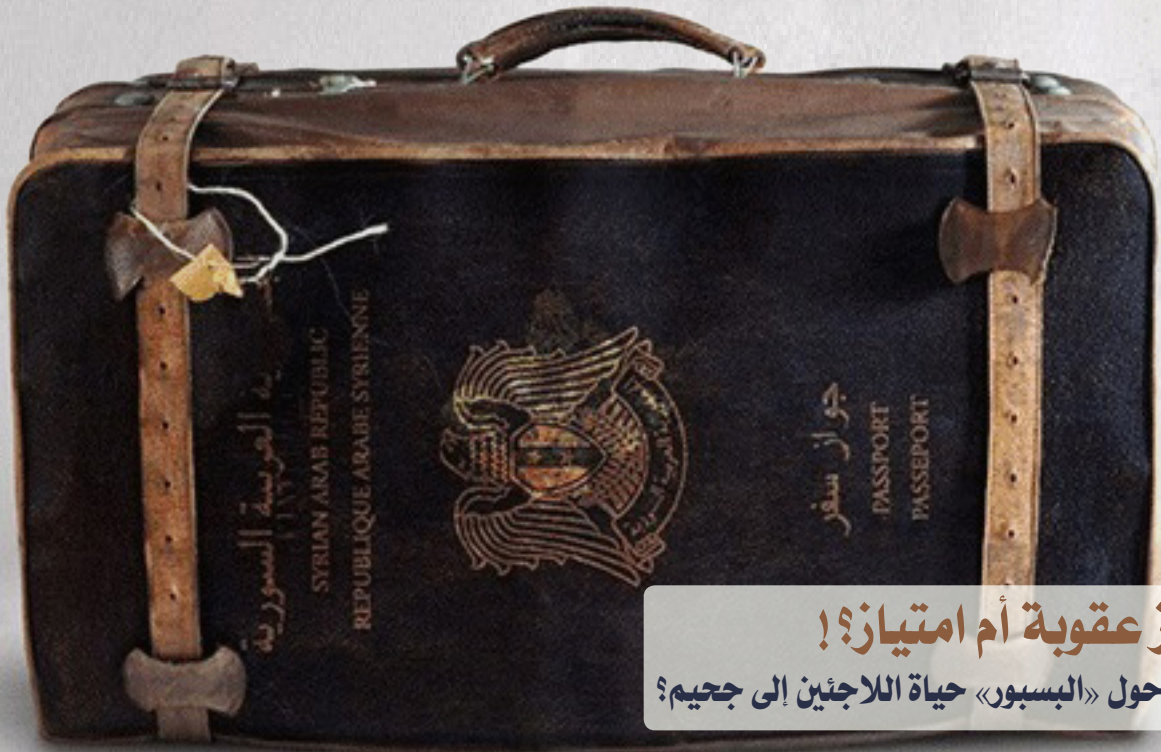 العربية السورية
SYRIAN ARAB REPUBLIC
REPUBLIQUE ARABE SYRIENNE
جواز سفر
PASSPORT
PASSEPORT
عقوبة أم امتياز؟!
حول «البسبور» حياة اللاجئين إلى جحيم؟